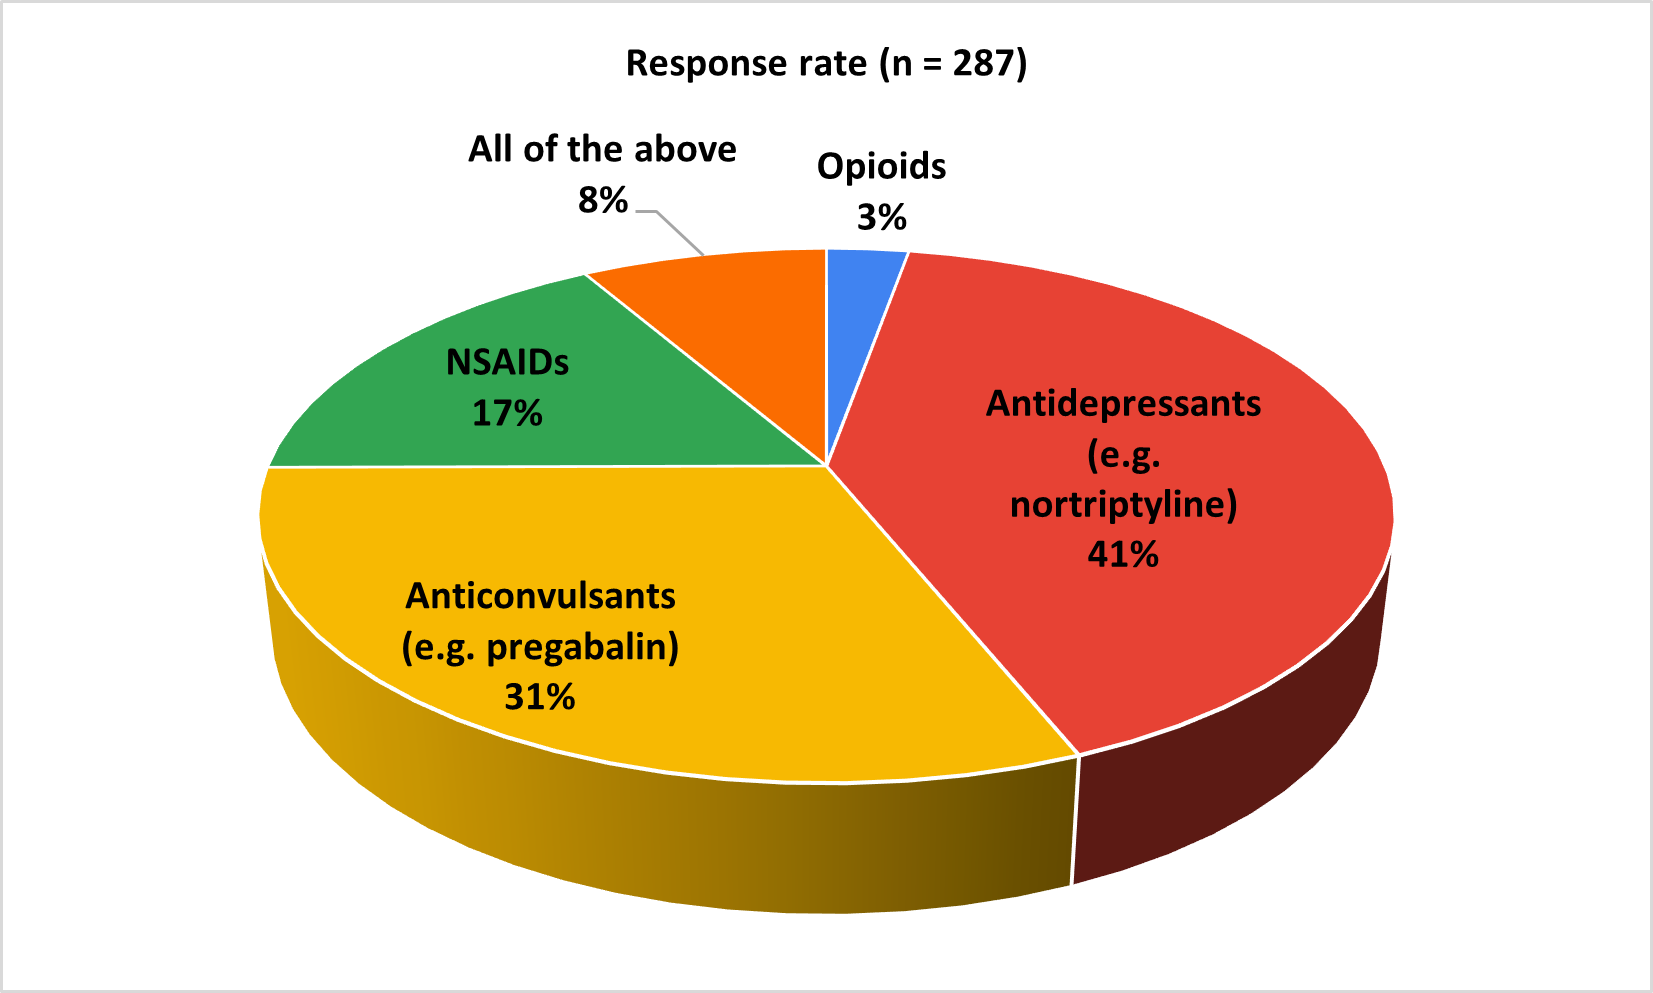 Response rate (n = 287)
All of the above
8%
Opioids
3%
NSAIDs
17%
Antidepressants
(e.g.
nortriptyline)
41%
Anticonvulsants
(e.g. pregabalin)
31%